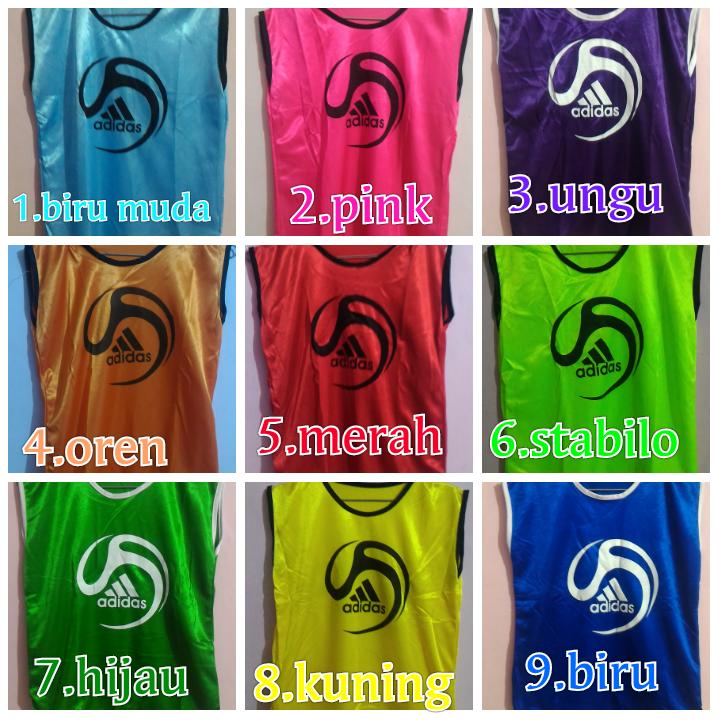 adidas
1.biru muda
adidas
2.pink
adidas
3.ungu
adidas
4.oren
adidas
5.merah
adidas
6.stabilo
adidas
7.hijau
adidas
8.kuning
adidas
9.biru